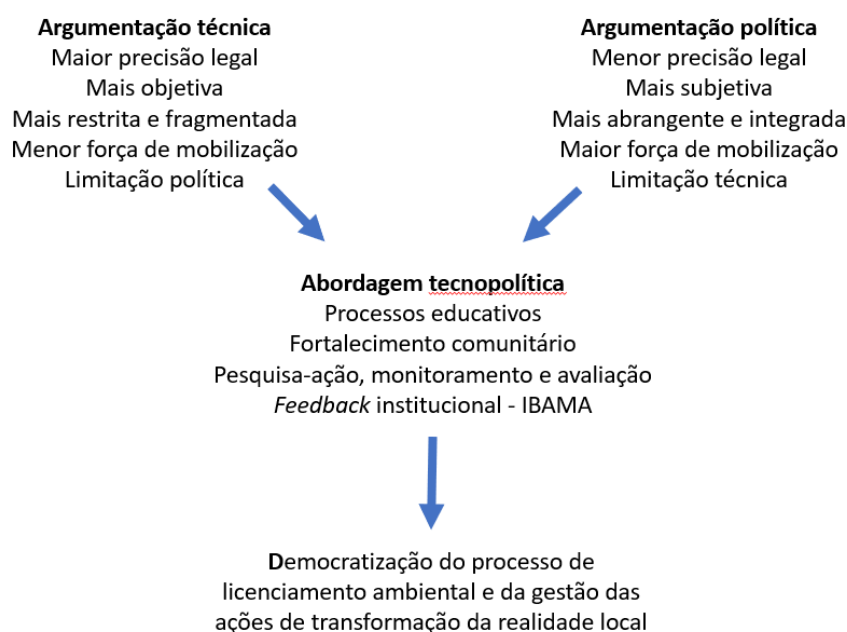 Argumentação técnica
Maior precisão legal
Mais objetiva
Mais restrita e fragmentada
Menor força de mobilização
Limitação política
Argumentação política
Menor precisão legal
Mais subjetiva
Mais abrangente e integrada
Maior força de mobilização
Limitação técnica
Abordagem tecnopolítica
Processos educativos
Fortalecimento comunitário
Pesquisa-ação, monitoramento e avaliação
Feedback institucional - IBAMA
Democratização do processo de
licenciamento ambiental e da gestão das
ações de transformação da realidade local